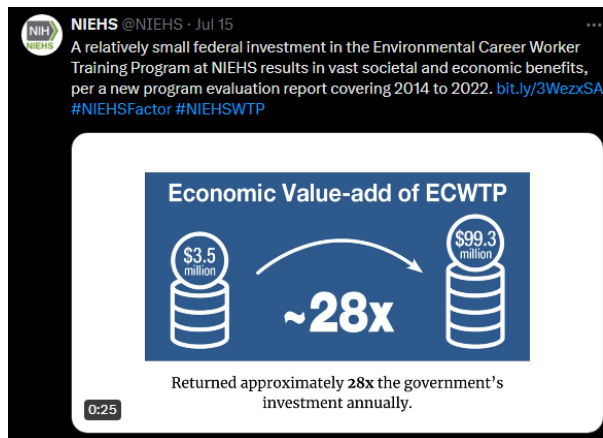 NIH
NIEHS
NIEHS @NIEHS · Jul 15
A relatively small federal investment in the Environmental Career Worker
Training Program at NIEHS results in vast societal and economic benefits,
per a new program evaluation report covering 2014 to 2022. bit.ly/3WezxSA
#NIEHSFactor #NIEHSWTP
Economic Value-add of ECWTP
$3.5
million
~28x
$99.3
million
Returned approximately 28x the government's
investment annually.
0:25